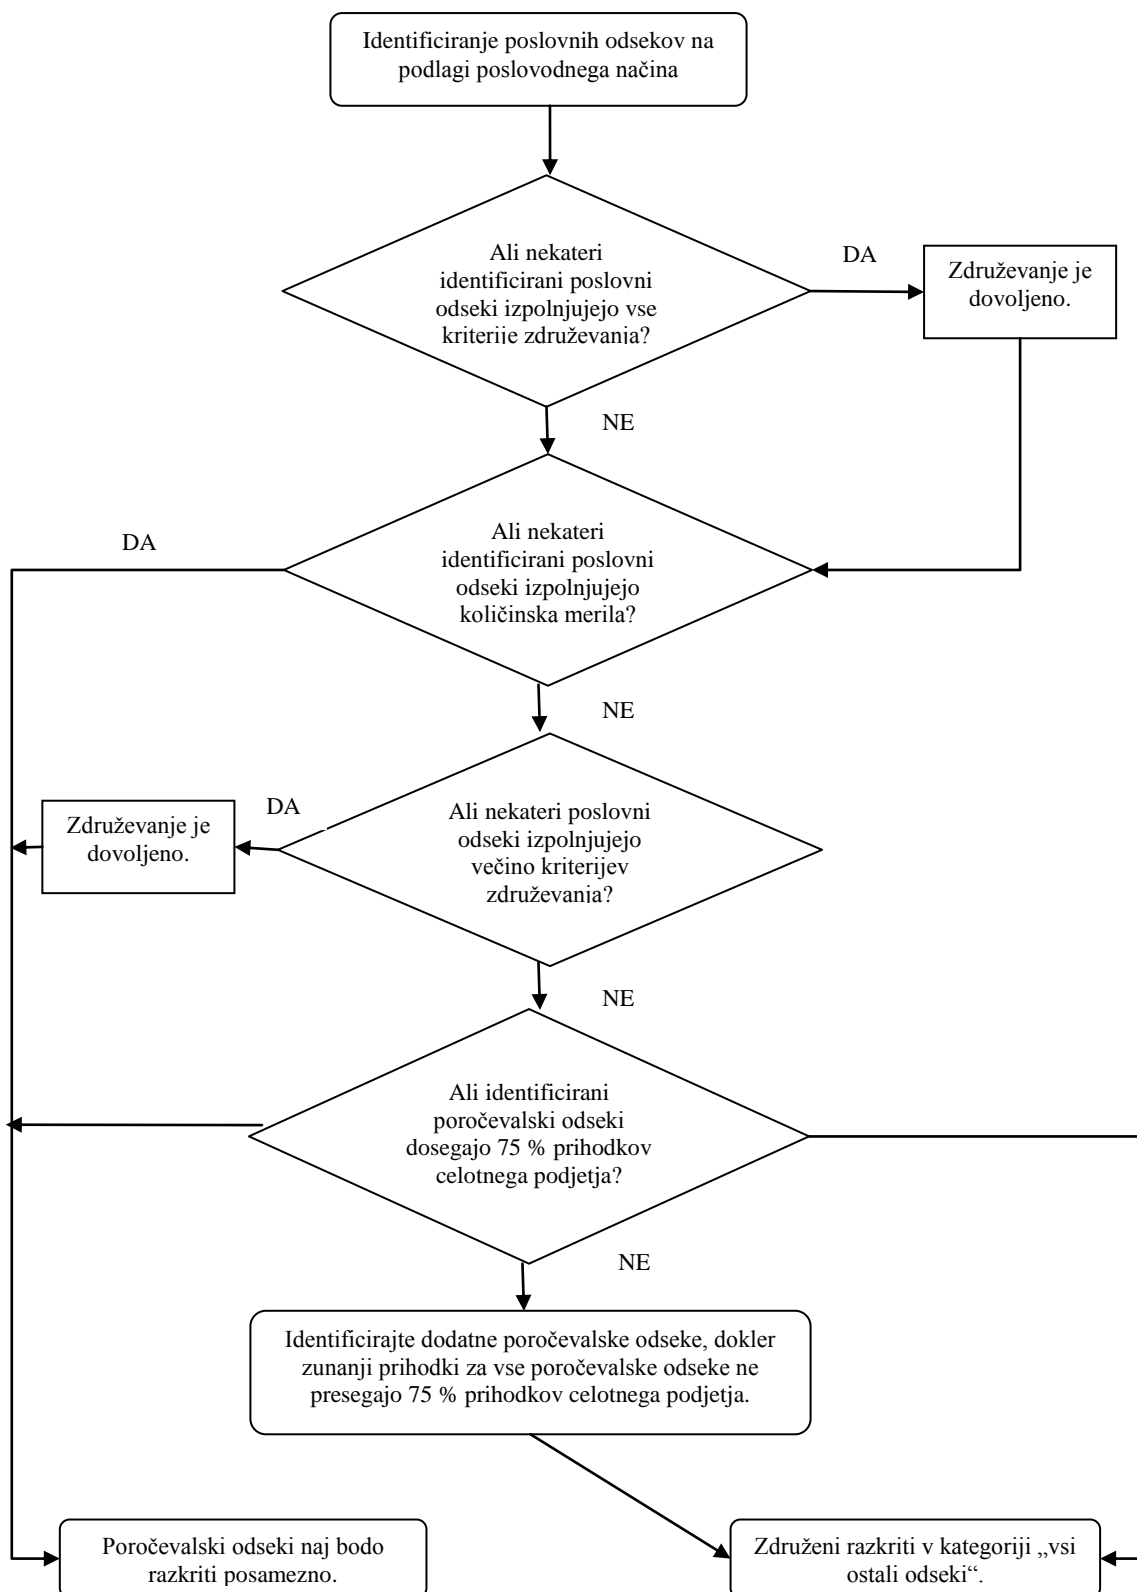 Identificiranje poslovnih odsekov na
podlagi poslovodnega načina
Ali nekateri
identificirani poslovni
odseki izpolnjujejo vse
kriterije združevanja?
DA
Združevanje je
dovoljeno.
NE
Ali nekateri
identificirani poslovni
odseki izpolnjujejo
količinska merila?
DA
NE
Ali nekateri poslovni
odseki izpolnjujejo
večino kriterijev
združevanja?
DA
Združevanje je
dovoljeno.
NE
Ali identificirani
poročevalski odseki
dosegajo 75 % prihodkov
celotnega podjetja?
NE
Identificirajte dodatne poročevalske odseke, dokler
zunanji prihodki za vse poročevalske odseke ne
presegajo 75 % prihodkov celotnega podjetja.
Poročevalski odseki naj bodo
razkriti posamezno.
Združeni razkriti v kategoriji „vsi
ostali odseki“.